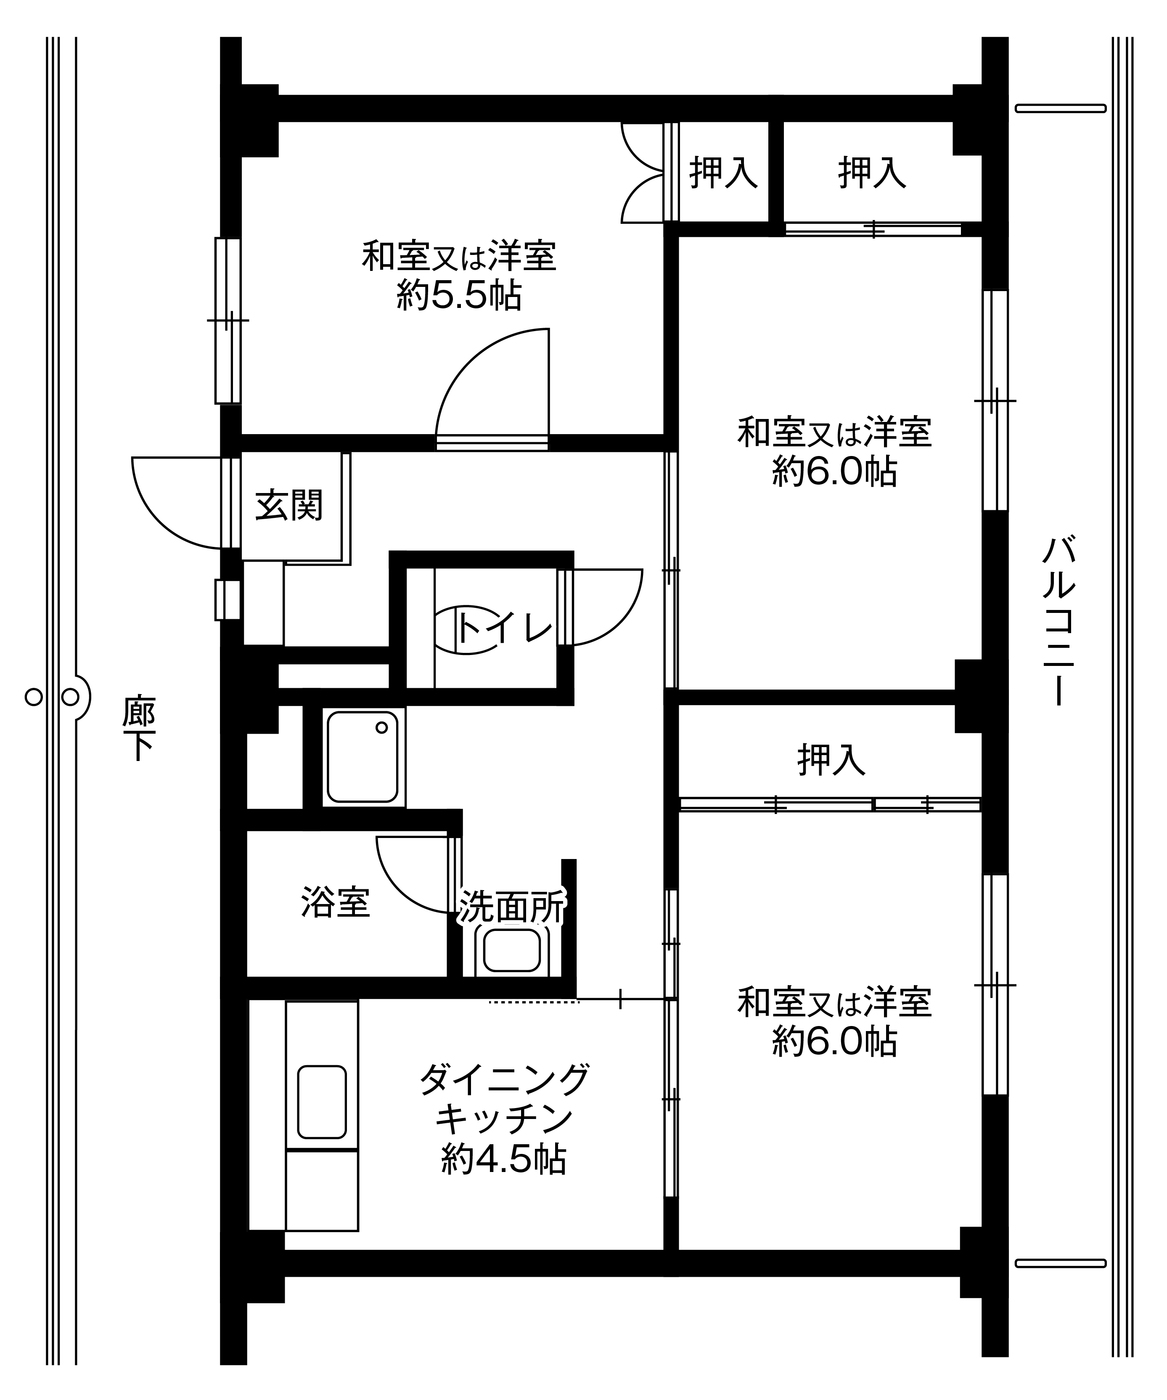 押入
押入
和室又は洋室
約5.5帖
和室又は洋室
約6.0帖
玄関
トイレ
バルコニー
廊下
押入
浴室
洗面所
和室又は洋室
約6.0帖
ダイニング
キッチン
約4.5帖